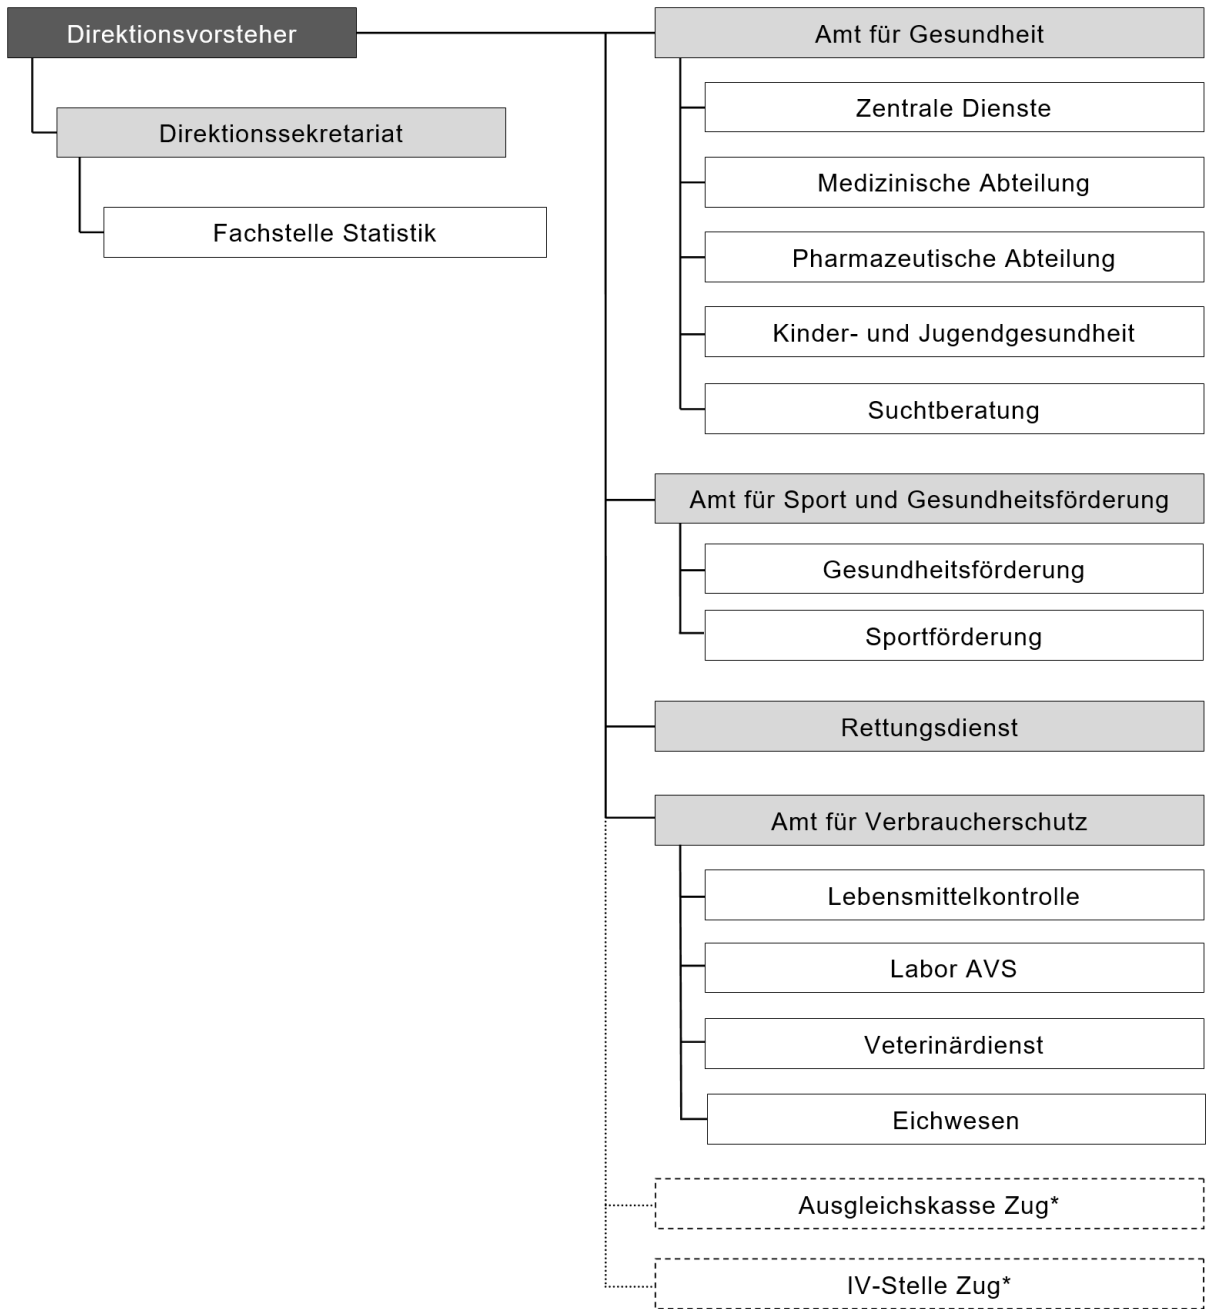 Direktionsvorsteher
Direktionssekretariat
Fachstelle Statistik
Amt für Gesundheit
Zentrale Dienste
Medizinische Abteilung
Pharmazeutische Abteilung
Kinder- und Jugendgesundheit
Suchtberatung
Amt für Sport und Gesundheitsförderung
Gesundheitsförderung
Sportförderung
Rettungsdienst
Amt für Verbraucherschutz
Lebensmittelkontrolle
Labor AVS
Veterinärdienst
Eichwesen
Ausgleichskasse Zug*
IV-Stelle Zug*